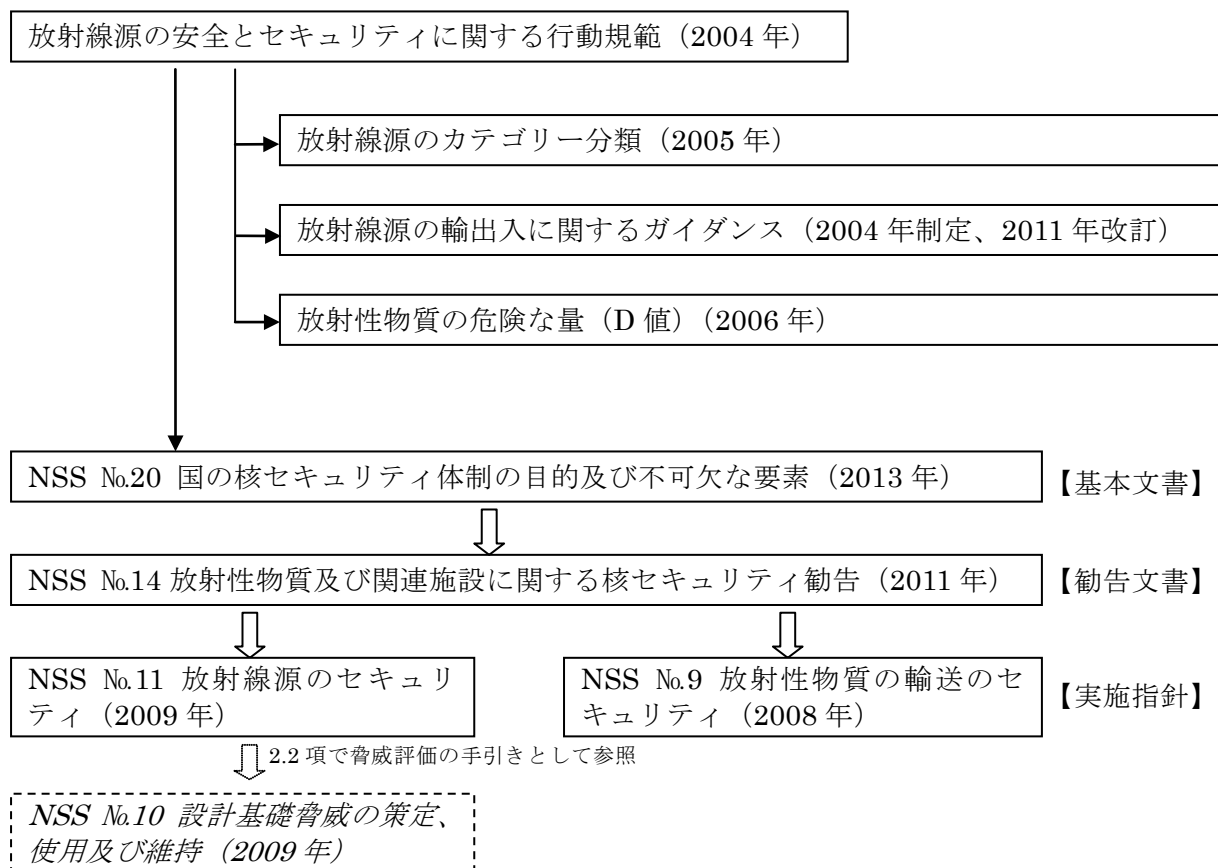 放射線源の安全とセキュリティに関する行動規範（2004 年）
放射線源のカテゴリー分類（2005 年）
放射線源の輸出入に関するガイダンス（2004 年制定、2011 年改訂）
放射性物質の危険な量（D 値）（2006 年）
NSS №20 国の核セキュリティ体制の目的及び不可欠な要素（2013 年）
【基本文書】
NSS №14 放射性物質及び関連施設に関する核セキュリティ勧告（2011 年）
【勧告文書】
NSS №11 放射線源のセキュリ
ティ（2009 年）
NSS №9 放射性物質の輸送のセ
キュリティ（2008 年）
【実施指針】
2.2 項で脅威評価の手引きとして参照
NSS №10 設計基礎脅威の策定、
使用及び維持（2009 年）